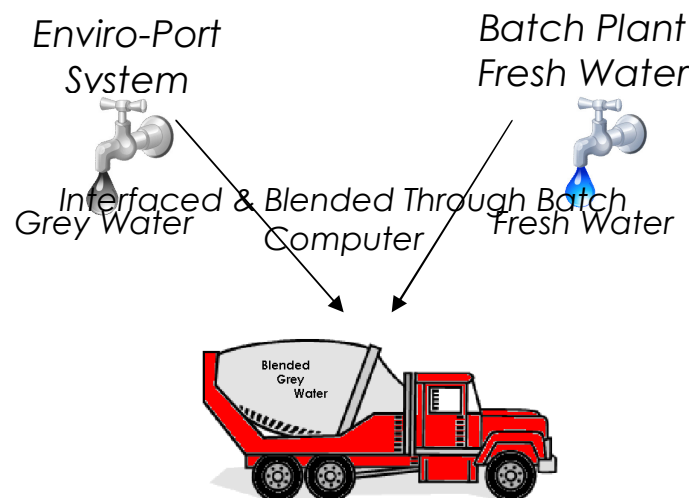 Enviro-Port
System
Batch Plant
Fresh Water
Interfaced & Blended Through Batch
Computer
Grey Water
Fresh Water
Blended
Grey
Water